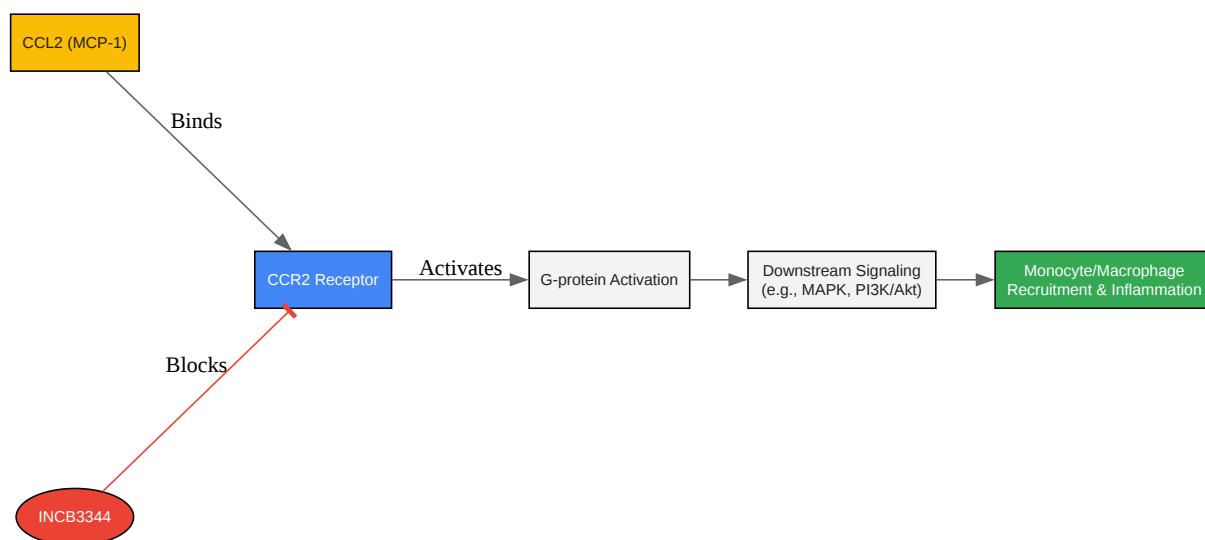 CCL2 (MCP-1)
Binds
CCR2 Receptor
Activates
G-protein Activation
Downstream Signaling
(e.g., MAPK, PI3K/Akt)
Monocyte/Macrophage
Recruitment & Inflammation
Blocks
INCB3344